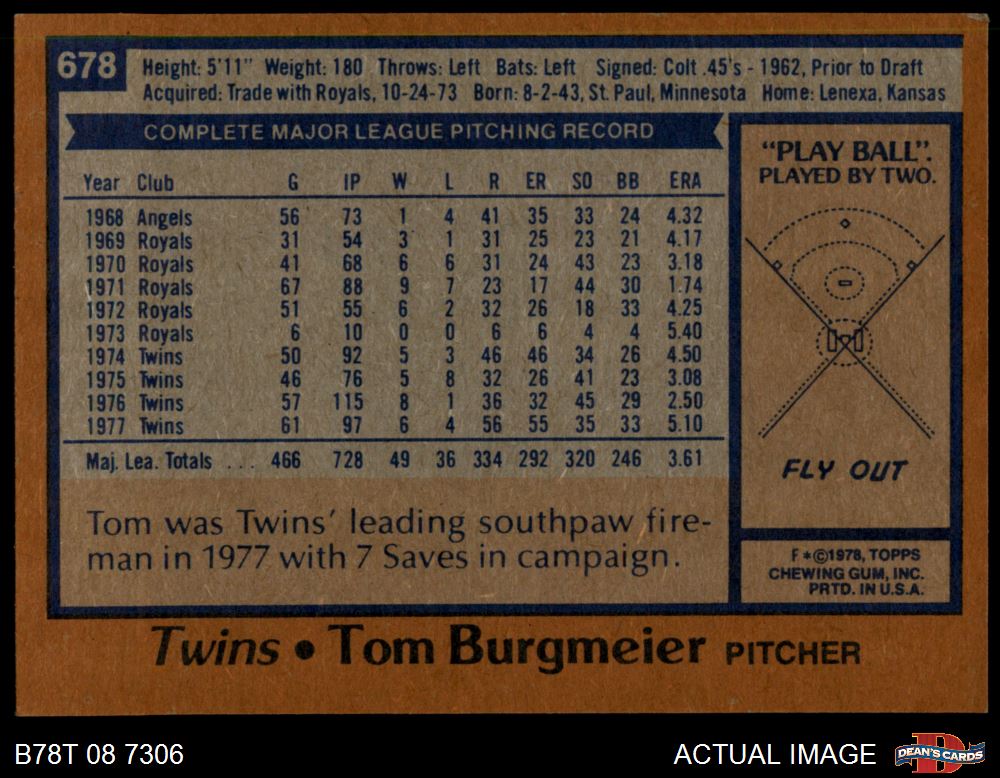 678
Height: 5'11" Weight: 180 Throws: Left Bats: Left Signed: Colt .45's - 1962, Prior to Draft
Acquired: Trade with Royals, 10-24-73 Born: 8-2-43, St. Paul, Minnesota Home: Lenexa, Kansas
COMPLETE MAJOR LEAGUE PITCHING RECORD
Year Club G IP W L R ER SO BB ERA
1968 Angels 56 73 1 4 41 35 33 24 4.32
1969 Royals 31 54 3 1 31 25 23 21 4.17
1970 Royals 41 68 6 6 31 24 43 23 3.18
1971 Royals 67 88 9 7 23 17 44 30 1.74
1972 Royals 51 55 6 2 32 26 18 33 4.25
1973 Royals 6 10 0 0 6 6 4 4 5.40
1974 Twins 50 92 5 3 46 46 34 26 4.50
1975 Twins 46 76 5 8 32 26 41 23 3.08
1976 Twins 57 115 8 1 36 32 45 29 2.50
1977 Twins 61 97 6 4 56 55 35 33 5.10
Maj. Lea. Totals ... 466 728 49 36 334 292 320 246 3.61
Tom was Twins' leading southpaw fire-
man in 1977 with 7 Saves in campaign.
"PLAY BALL".
PLAYED BY TWO.
FLY OUT
F*©1978, TOPPS
CHEWING GUM, INC.
PRTD. IN U.S.A.
Twins • Tom Burgmeier PITCHER
B78T 08 7306
ACTUAL IMAGE
DEAN'S CARDS